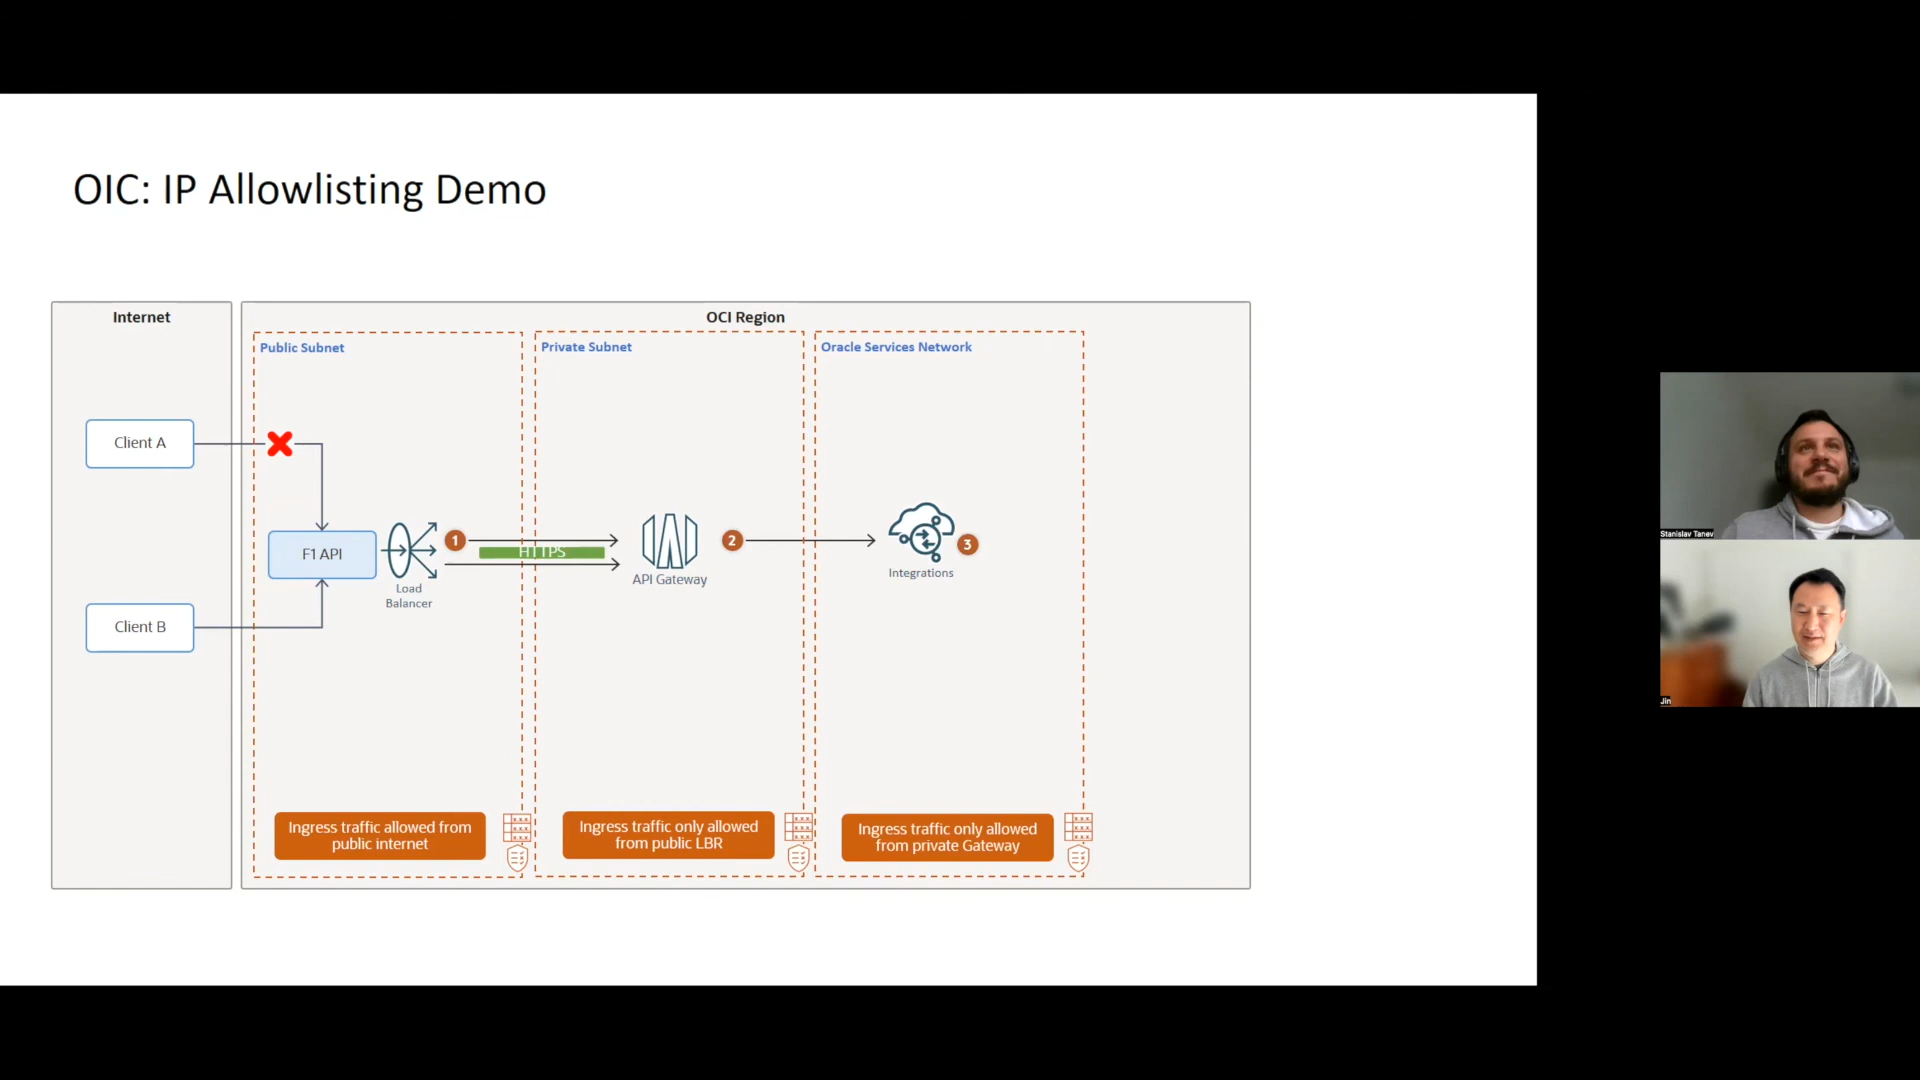 OIC: IP Allowlisting Demo
Internet
OCI Region
Public Subnet
Private Subnet
Oracle Services Network
Client A
F1 API
Load
Balancer
1
HTTPS
API Gateway
2
Integrations
3
Client B
Ingress traffic allowed from
public internet
Ingress traffic only allowed
from public LBR
Ingress traffic only allowed
from private Gateway
Stanislav Tanev
Jin